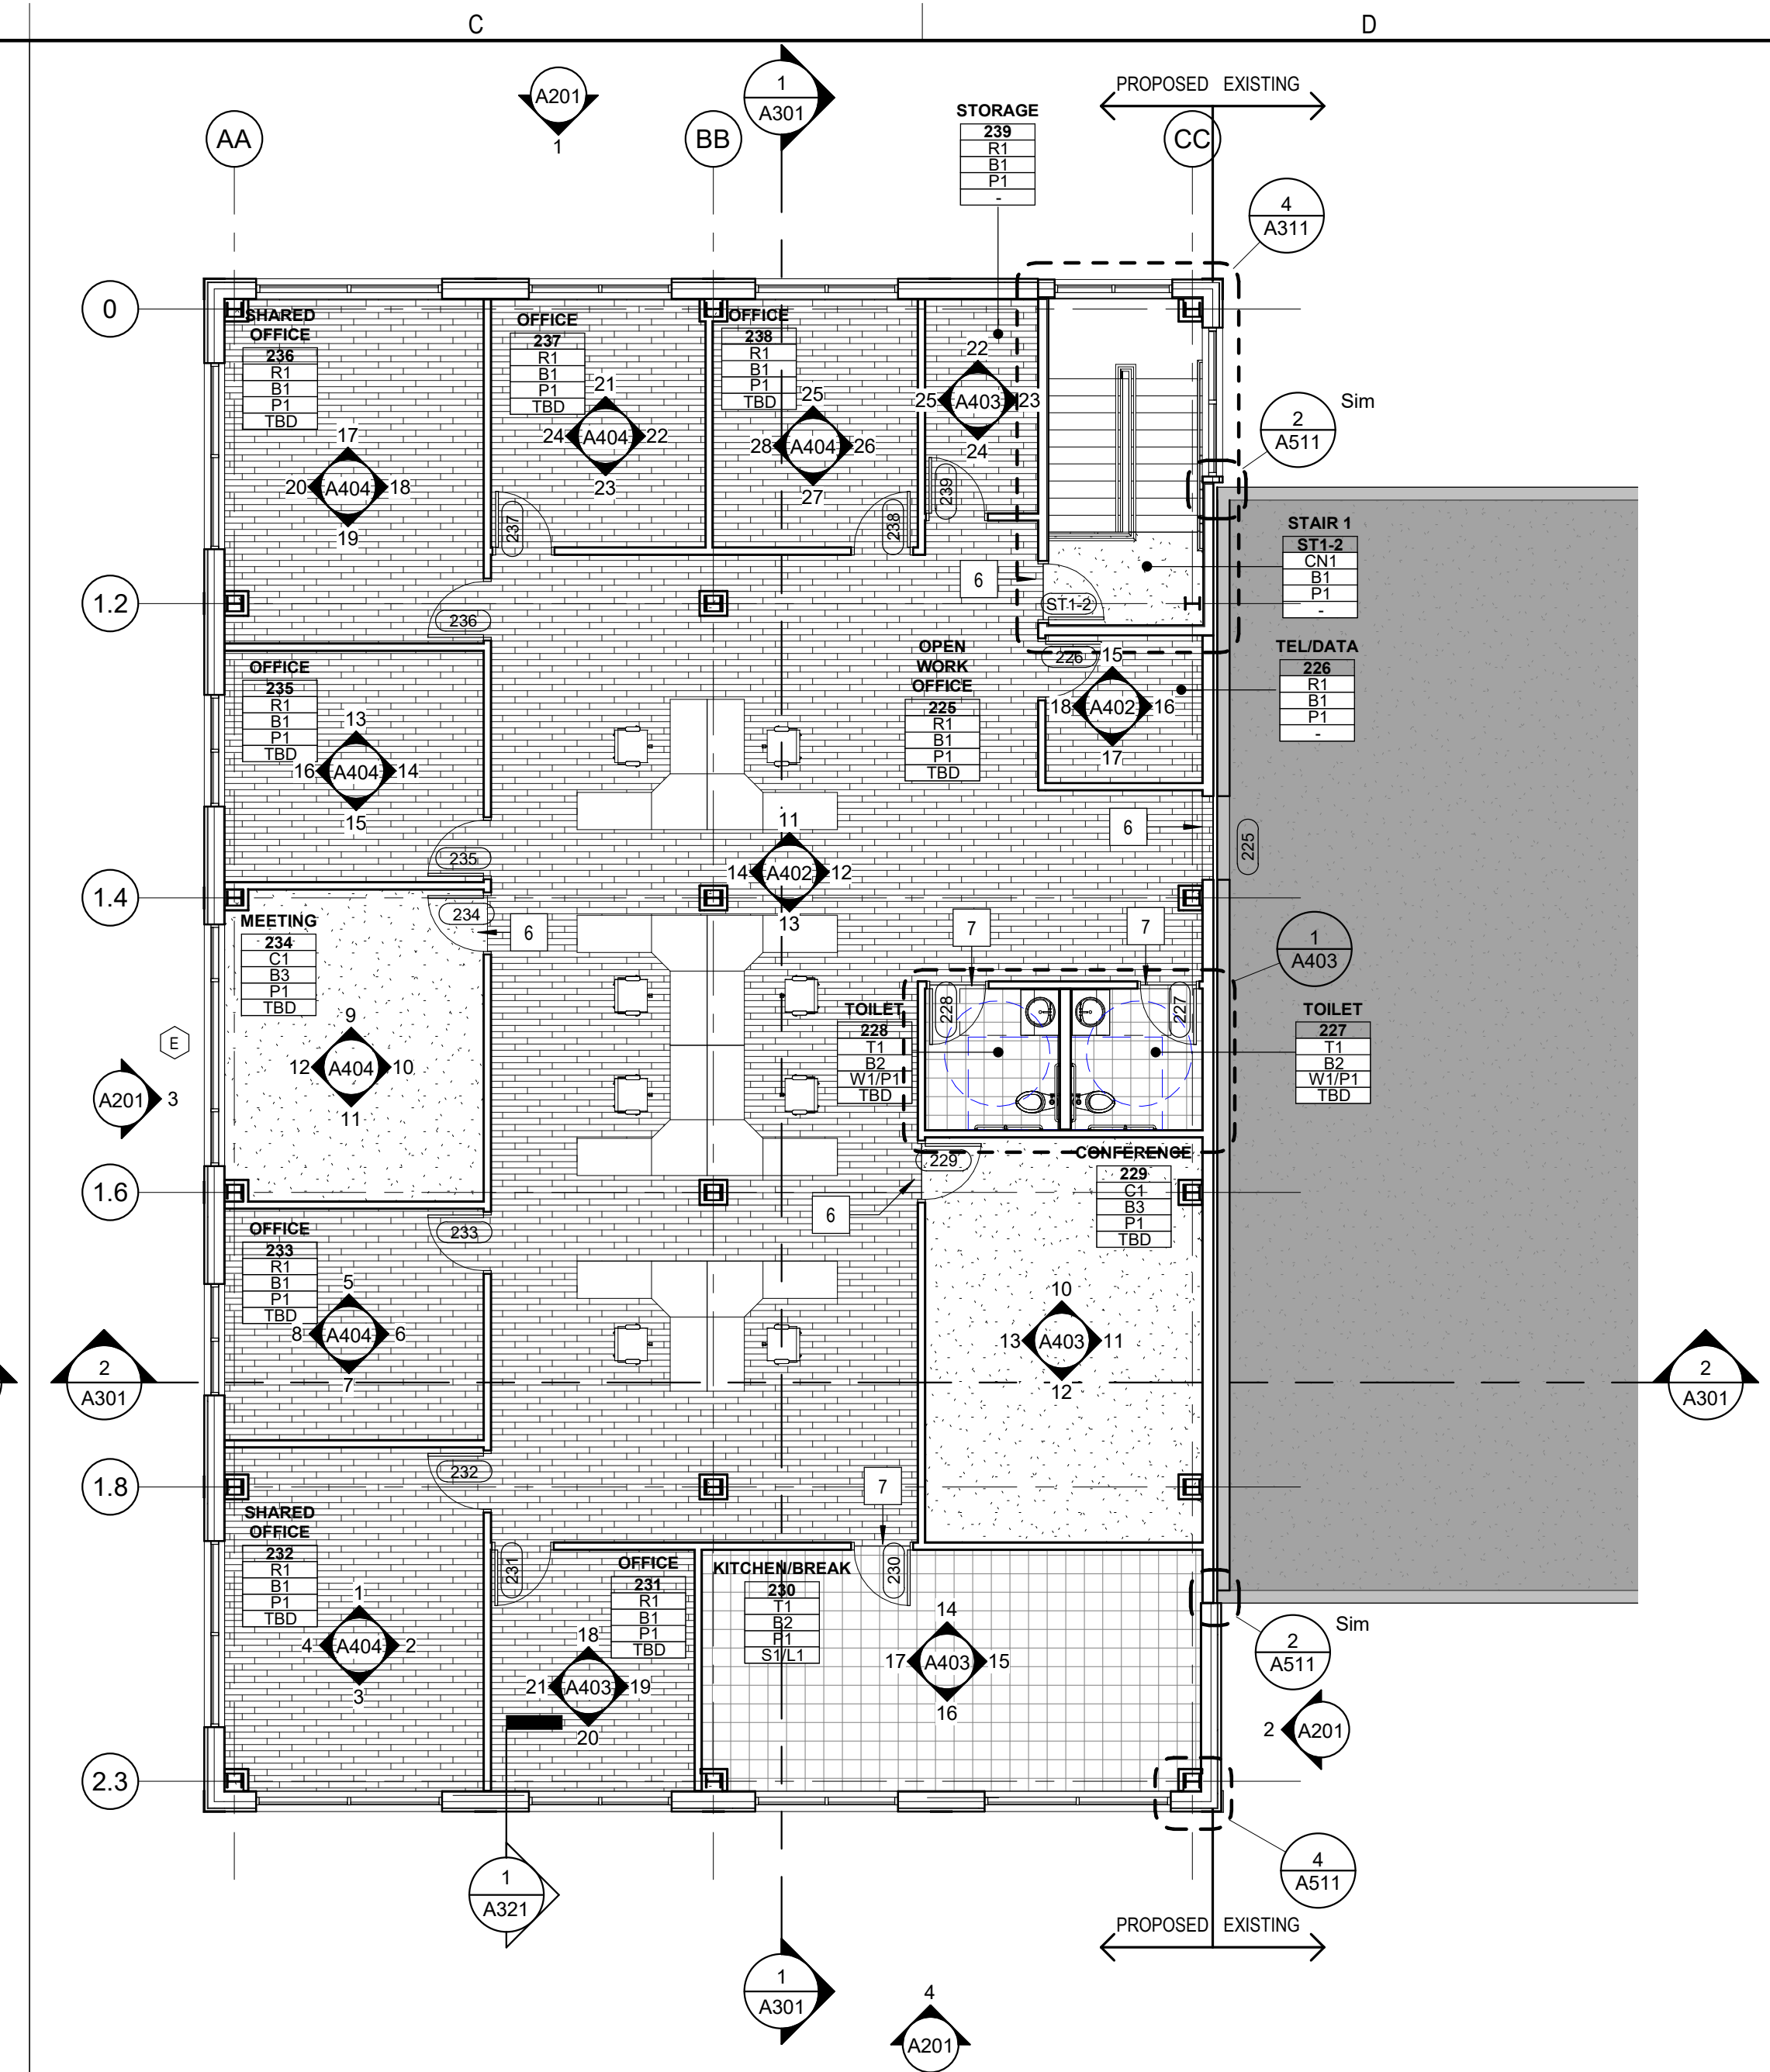 C
D
PROPOSED EXISTING
A201
1
1
A301
STORAGE
239
R1
B1
P1
-
AA
BB
CC
4
A311
0
SHARED
OFFICE
236
R1
B1
P1
TBD
17
20 A404 18
19
OFFICE
237
R1
B1
P1
TBD
21
24 A404 22
23
OFFICE
238
R1
B1
P1
TBD
25
28 A404 26
27
22
25 A403 23
24
2
A511
Sim
237
238
239
STAIR 1
ST1-2
CN1
B1
P1
-
6
ST1-2
1.2
236
TEL/DATA
226
R1
B1
P1
-
OPEN
WORK
OFFICE
225
R1
B1
P1
TBD
226
15
18 A402 16
17
OFFICE
235
R1
B1
P1
TBD
13
16 A404 14
15
235
11
14 A402 12
13
6
225
1.4
234
6
7
7
1
A403
MEETING
234
C1
B3
P1
TBD
9
12 A404 10
11
E
A201 3
TOILET
228
T1
B2
W1/P1
TBD
228
227
TOILET
227
T1
B2
W1/P1
TBD
229
CONFERENCE
229
C1
B3
P1
TBD
1.6
6
OFFICE
233
R1
B1
P1
TBD
233
5
8 A404 6
7
10
13 A403 11
12
2
A301
2
A301
232
1.8
7
SHARED
OFFICE
232
R1
B1
P1
TBD
1
4 A404 2
3
231
OFFICE
231
R1
B1
P1
TBD
18
21 A403 19
20
KITCHEN/BREAK
230
T1
B2
P1
S1/L1
230
14
17 A403 15
16
2
A511
Sim
2 A201
2.3
4
A511
1
A321
PROPOSED EXISTING
1
A301
4
A201